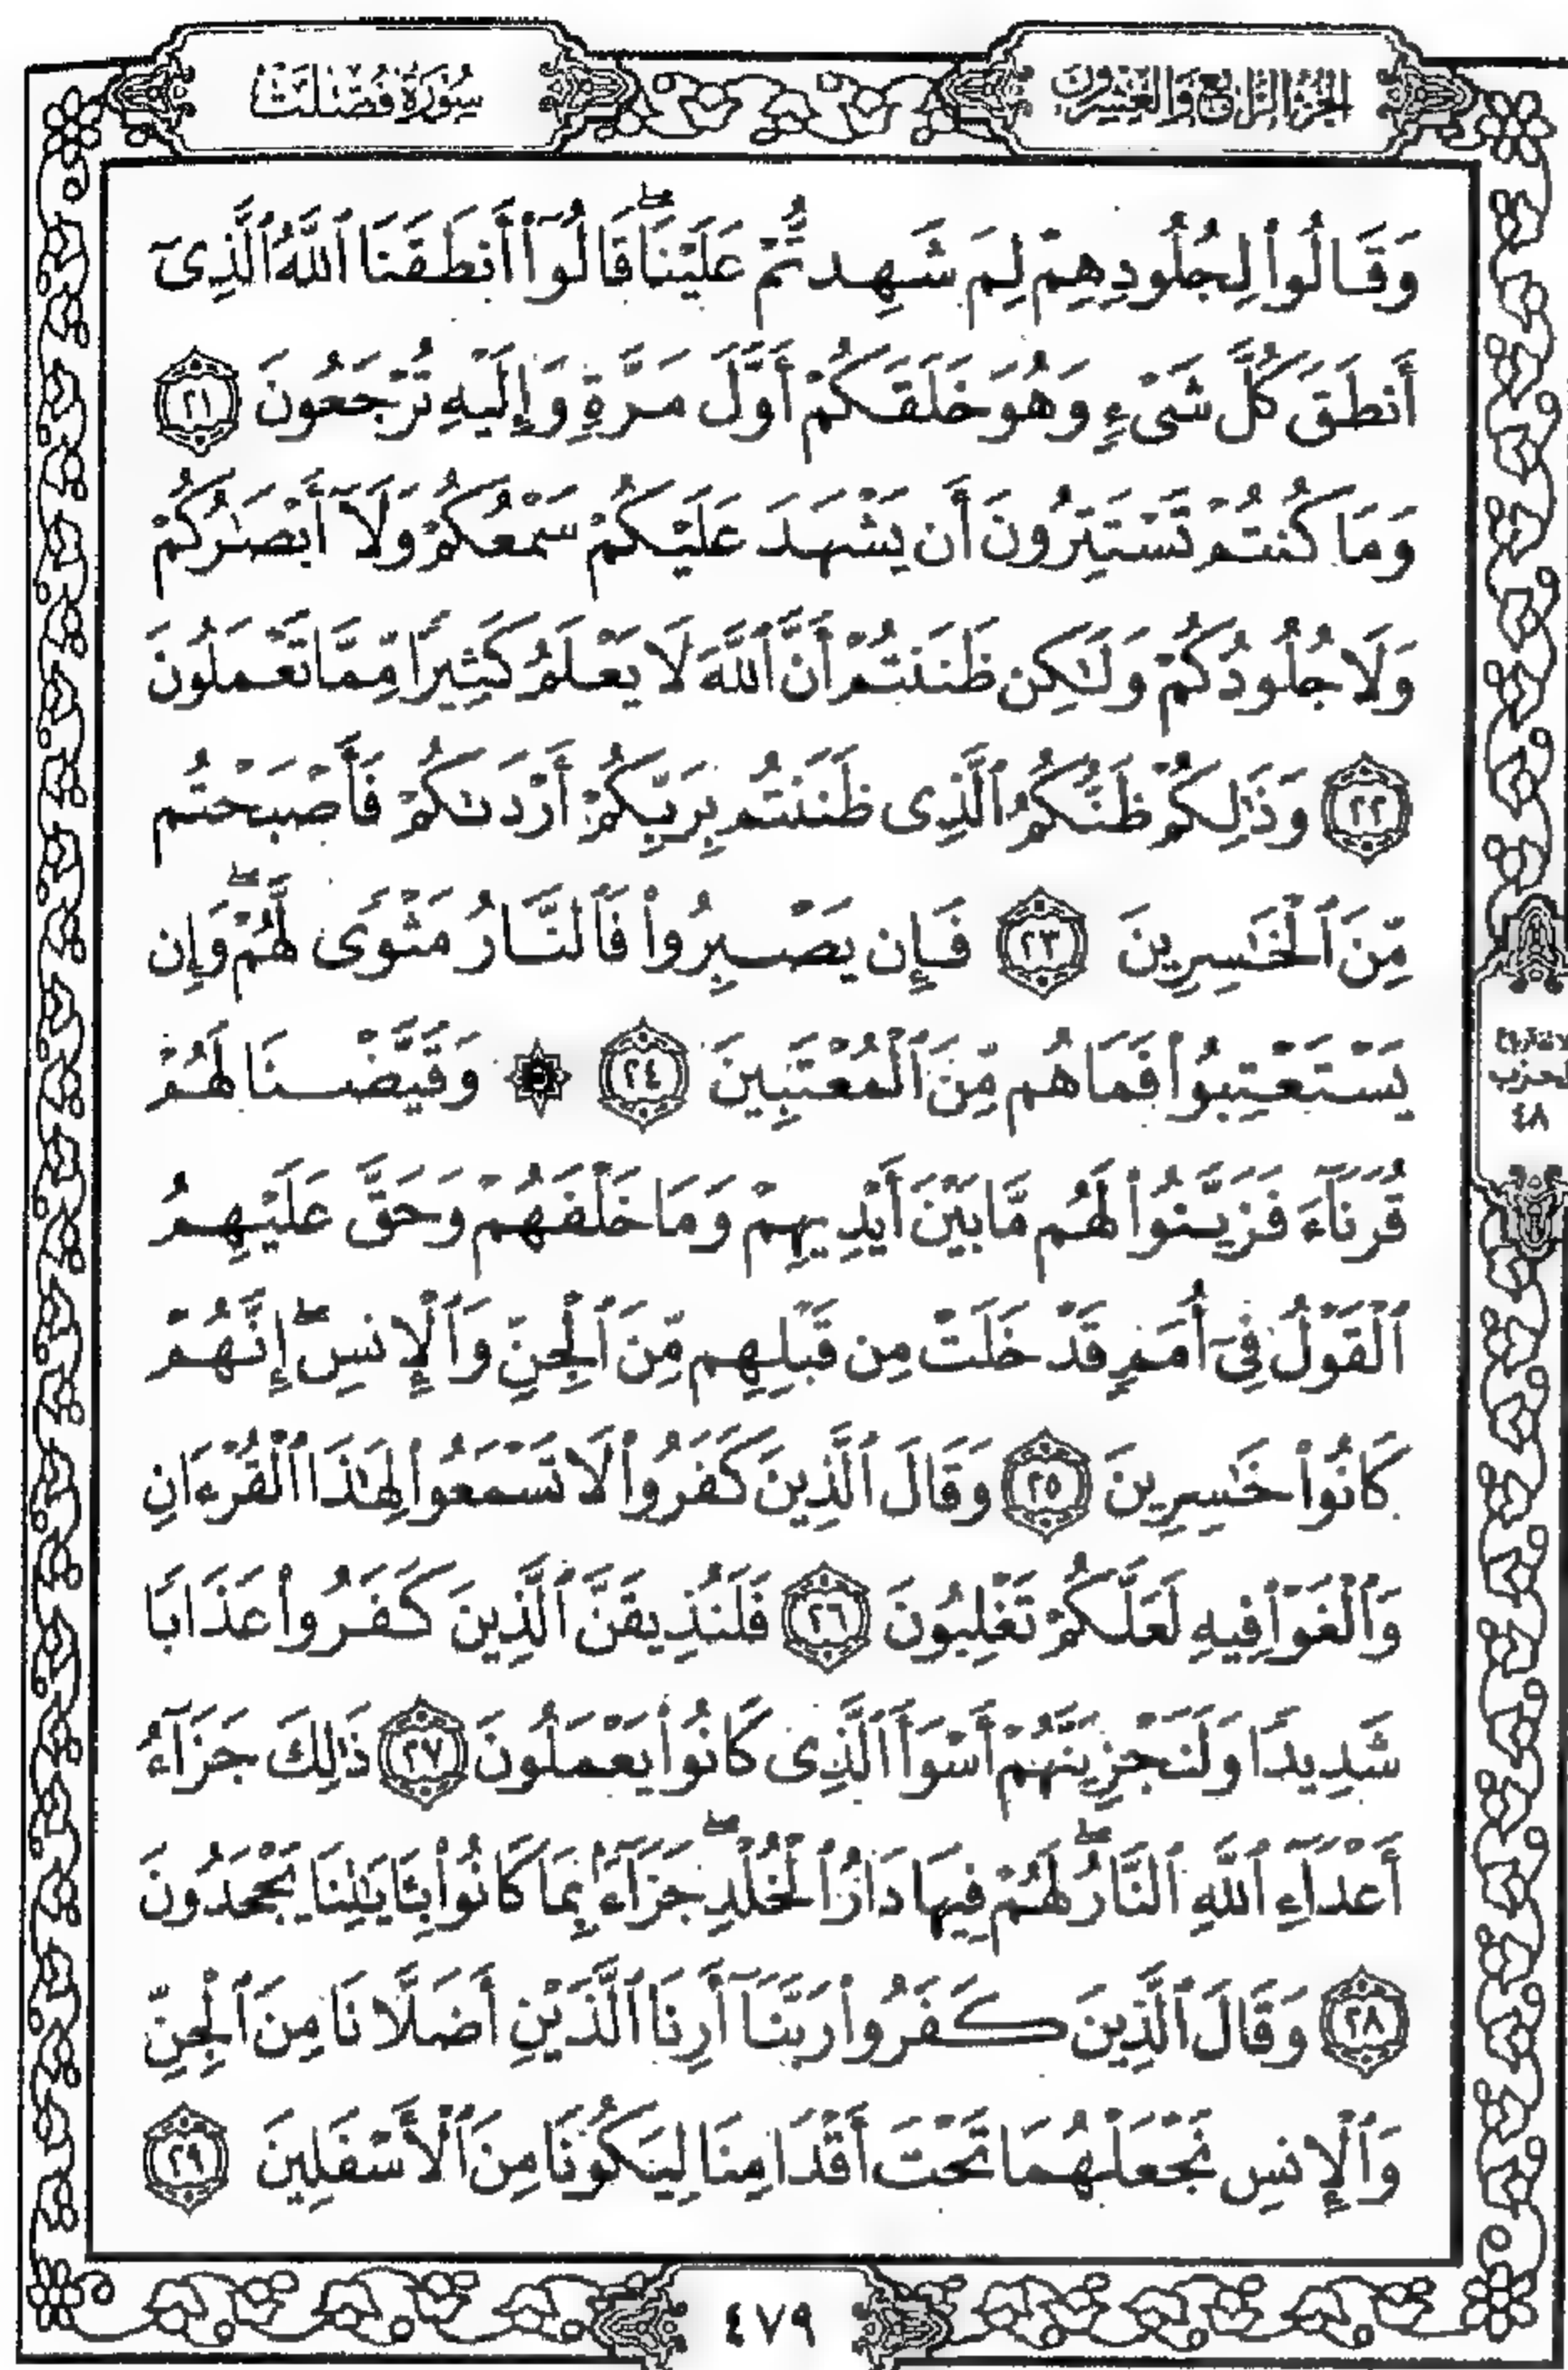 الجزء الرابع والعشرون
سورة فصلت
وَقَالُوا۟ لِجُلُودِهِمْ لِمَ شَهِدتُّمْ عَلَيْنَا ۖ قَالُوٓا۟ أَنطَقَنَا ٱللَّهُ ٱلَّذِىٓ
أَنطَقَ كُلَّ شَىْءٍ وَهُوَ خَلَقَكُمْ أَوَّلَ مَرَّةٍ وَإِلَيْهِ تُرْجَعُونَ ٢١
وَمَا كُنتُمْ تَسْتَتِرُونَ أَن يَشْهَدَ عَلَيْكُمْ سَمْعُكُمْ وَلَآ أَبْصَٰرُكُمْ
وَلَا جُلُودُكُمْ وَلَٰكِن ظَنَنتُمْ أَنَّ ٱللَّهَ لَا يَعْلَمُ كَثِيرًا مِّمَّا تَعْمَلُونَ
٢٢ وَذَٰلِكُمْ ظَنُّكُمُ ٱلَّذِى ظَنَنتُم بِرَبِّكُمْ أَرْدَىٰكُمْ فَأَصْبَحْتُم
مِّنَ ٱلْخَٰسِرِينَ ٢٣ فَإِن يَصْبِرُوا۟ فَٱلنَّارُ مَثْوًى لَّهُمْ ۖ وَإِن
يَسْتَعْتِبُوا۟ فَمَا هُم مِّنَ ٱلْمُعْتَبِينَ ٢٤ ۞ وَقَيَّضْنَا لَهُمْ
قُرَنَآءَ فَزَيَّنُوا۟ لَهُم مَّا بَيْنَ أَيْدِيهِمْ وَمَا خَلْفَهُمْ وَحَقَّ عَلَيْهِمُ
ٱلْقَوْلُ فِىٓ أُمَمٍ قَدْ خَلَتْ مِن قَبْلِهِم مِّنَ ٱلْجِنِّ وَٱلْإِنسِ ۖ إِنَّهُمْ
كَانُوا۟ خَٰسِرِينَ ٢٥ وَقَالَ ٱلَّذِينَ كَفَرُوا۟ لَا تَسْمَعُوا۟ لِهَٰذَا ٱلْقُرْءَانِ
وَٱلْغَوْا۟ فِيهِ لَعَلَّكُمْ تَغْلِبُونَ ٢٦ فَلَنُذِيقَنَّ ٱلَّذِينَ كَفَرُوا۟ عَذَابًا
شَدِيدًا وَلَنَجْزِيَنَّهُمْ أَسْوَأَ ٱلَّذِى كَانُوا۟ يَعْمَلُونَ ٢٧ ذَٰلِكَ جَزَآءُ
أَعْدَآءِ ٱللَّهِ ٱلنَّارُ ۖ لَهُمْ فِيهَا دَارُ ٱلْخُلْدِ ۖ جَزَآءًۢ بِمَا كَانُوا۟ بِـَٔايَٰتِنَا يَجْحَدُونَ
٢٨ وَقَالَ ٱلَّذِينَ كَفَرُوا۟ رَبَّنَآ أَرِنَا ٱلَّذَيْنِ أَضَلَّانَا مِنَ ٱلْجِنِّ
وَٱلْإِنسِ نَجْعَلْهُمَا تَحْتَ أَقْدَامِنَا لِيَكُونَا مِنَ ٱلْأَسْفَلِينَ ٢٩
الحزب
٤٨
٤٧٩